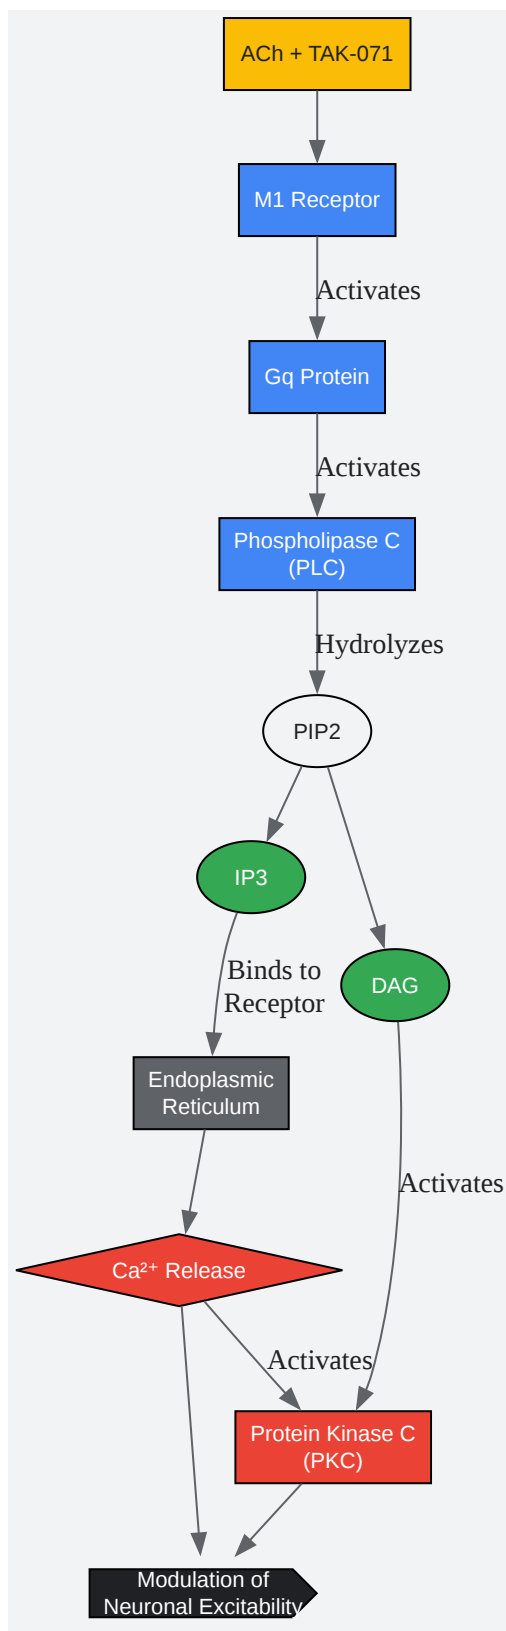 ACh + TAK-071
M1 Receptor
Activates
Gq Protein
Activates
Phospholipase C
(PLC)
Hydrolyzes
PIP2
IP3
Binds to
Receptor
DAG
Endoplasmic
Reticulum
Activates
Ca²⁺ Release
Activates
Protein Kinase C
(PKC)
Modulation of
Neuronal Excitability